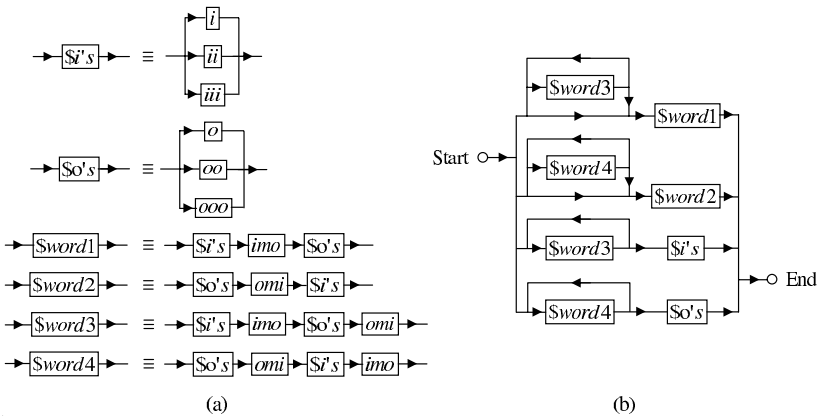 $i's ≡ i
ii
iii
$o's ≡ o
oo
ooo
$word1 ≡ $i's imo $o's
$word2 ≡ $o's omi $i's
$word3 ≡ $i's imo $o's omi
$word4 ≡ $o's omi $i's imo
(a)
$word3
$word1
Start
$word4
$word2
$word3 $i's
End
$word4 $o's
(b)